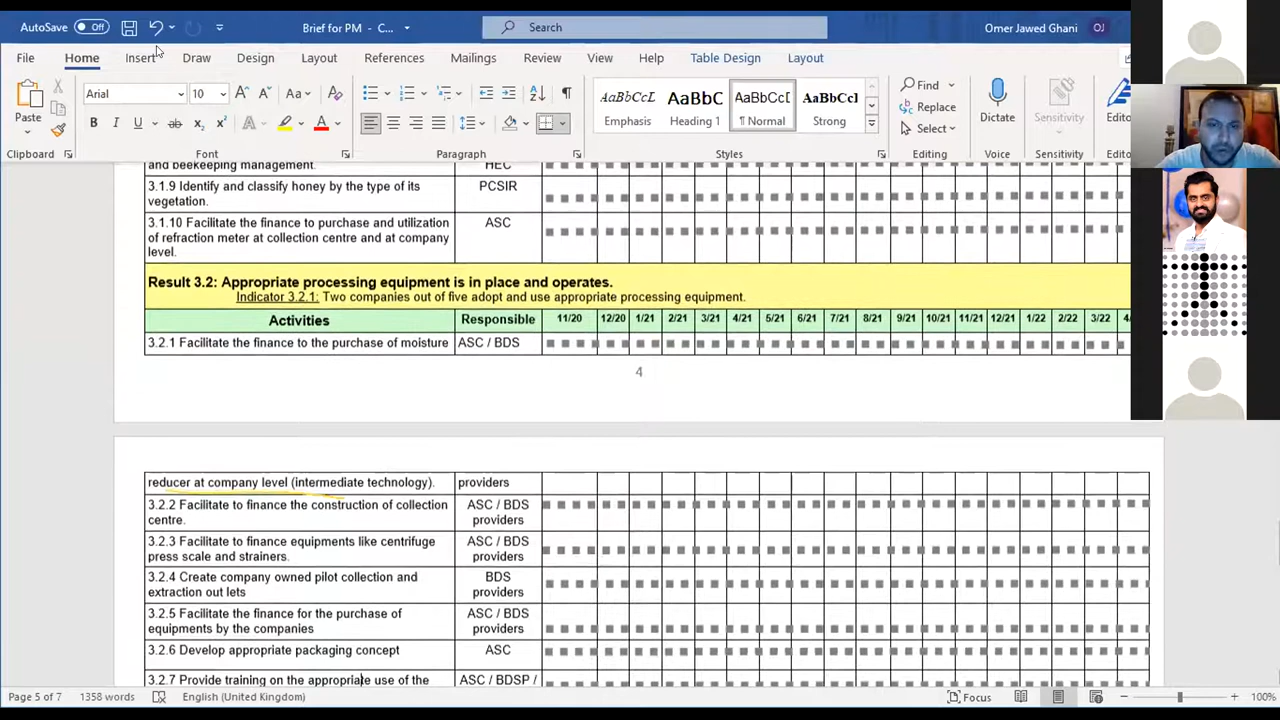 AutoSave Off Brief for PM - C... Search Omer Jawed Ghani OJ
File Home Insert Draw Design Layout References Mailings Review View Help Table Design Layout
Paste Arial 10 Aa AaBbCcL AaBbC AaBbCcD AaBbCcI Find Replace Select Dictate Sensitivity Edito
Emphasis Heading 1 ¶ Normal Strong
Clipboard Font Paragraph Styles Editing Voice Sensitivity Edito
and beekeeping management. HEC
3.1.9 Identify and classify honey by the type of its PCSIR
vegetation.
3.1.10 Facilitate the finance to purchase and utilization ASC
of refraction meter at collection centre and at company
level.
Result 3.2: Appropriate processing equipment is in place and operates.
Indicator 3.2.1: Two companies out of five adopt and use appropriate processing equipment.
Activities Responsible 11/20 12/20 1/21 2/21 3/21 4/21 5/21 6/21 7/21 8/21 9/21 10/21 11/21 12/21 1/22 2/22 3/22 4/
3.2.1 Facilitate the finance to the purchase of moisture ASC / BDS
4
reducer at company level (intermediate technology). providers
3.2.2 Facilitate to finance the construction of collection ASC / BDS
centre. providers
3.2.3 Facilitate to finance equipments like centrifuge ASC / BDS
press scale and strainers. providers
3.2.4 Create company owned pilot collection and BDS
extraction out lets providers
3.2.5 Facilitate the finance for the purchase of ASC / BDS
equipments by the companies providers
3.2.6 Develop appropriate packaging concept ASC
3.2.7 Provide training on the appropriate use of the ASC / BDSP /
Page 5 of 7 1358 words English (United Kingdom) Focus 100%